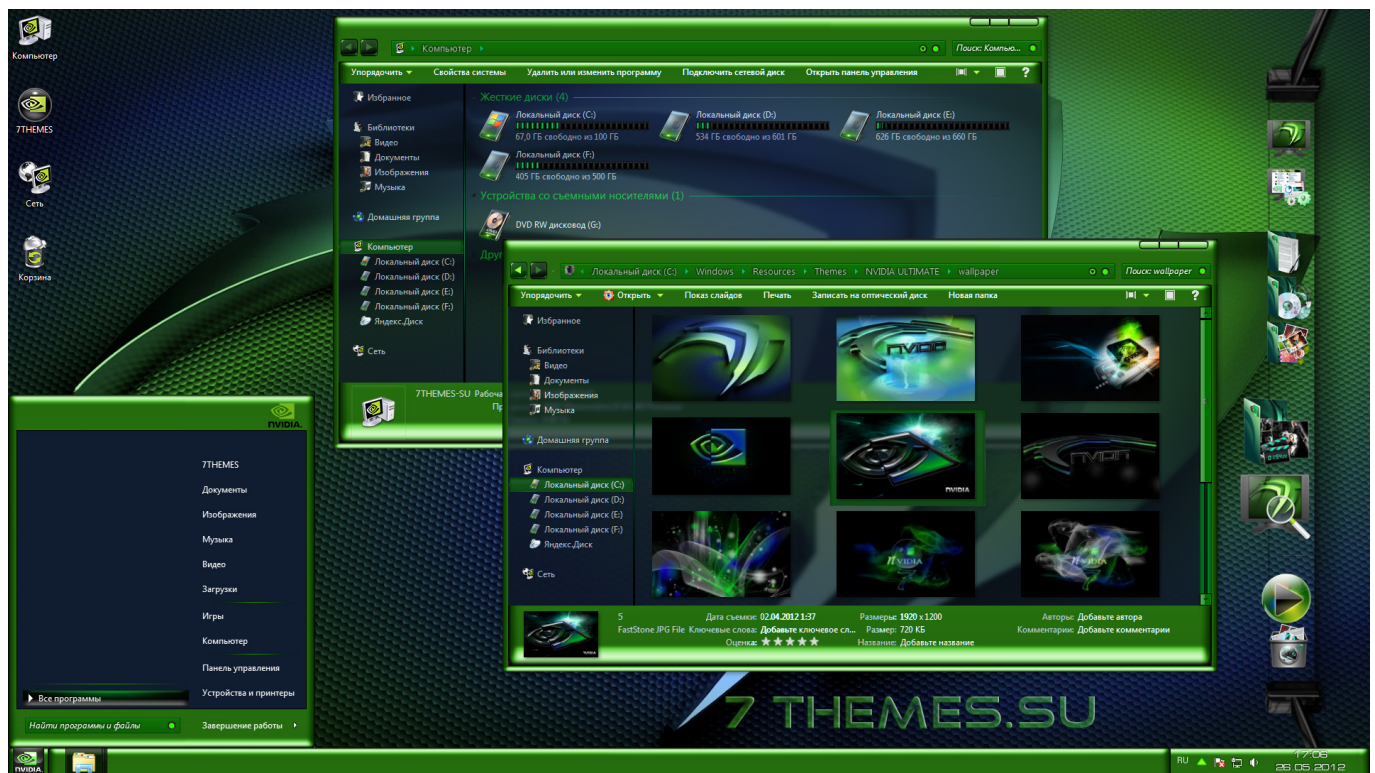 Компьютер
7THEMES
Сеть
Корзина
Компьютер
Поиск: Компью...
Упорядочить
Свойства системы
Удалить или изменить программу
Подключить сетевой диск
Открыть панель управления
?
Избранное
Библиотеки
Видео
Документы
Изображения
Музыка
Домашняя группа
Компьютер
Локальный диск (C:)
Локальный диск (D:)
Локальный диск (E:)
Локальный диск (F:)
Яндекс.Диск
Сеть
Жесткие диски (4)
Локальный диск (C:)
67,0 ГБ свободно из 100 ГБ
Локальный диск (D:)
534 ГБ свободно из 601 ГБ
Локальный диск (E:)
626 ГБ свободно из 660 ГБ
Локальный диск (F:)
405 ГБ свободно из 500 ГБ
Устройства со съемными носителями (1)
DVD RW дисковод (G:)
Друг
7THEMES-SU Рабоча
Пр
Локальный диск (C:) Windows Resources Themes NVIDIA ULTIMATE wallpaper
Поиск: wallpaper
Упорядочить
Открыть
Показ слайдов
Печать
Записать на оптический диск
Новая папка
?
Избранное
Библиотеки
Видео
Документы
Изображения
Музыка
Домашняя группа
Компьютер
Локальный диск (C:)
Локальный диск (D:)
Локальный диск (E:)
Локальный диск (F:)
Яндекс.Диск
Сеть
NVIDIA
NVIDIA
NVIDIA
NVIDIA
NVIDIA
5
FastStone JPG File
Дата съемки: 02.04.2012 1:37
Ключевые слова: Добавьте ключевое сл...
Оценка:
Размеры: 1920 x 1200
Размер: 720 КБ
Название: Добавьте название
Авторы: Добавьте автора
Комментарии: Добавьте комментарии
NVIDIA.
7THEMES
Документы
Изображения
Музыка
Видео
Загрузки
Игры
Компьютер
Панель управления
Устройства и принтеры
Все программы
Найти программы и файлы
Завершение работы
7 THEMES.SU
NVIDIA
RU
17:06
26.05.2012